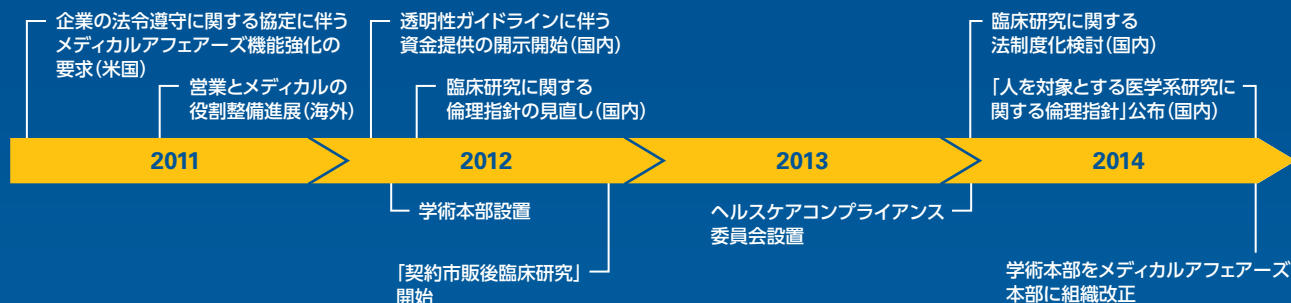 企業の法令遵守に関する協定に伴う
メディカルアフェアーズ機能強化の
要求（米国）
営業とメディカルの
役割整備進展（海外）
透明性ガイドラインに伴う
資金提供の開示開始（国内）
臨床研究に関する
倫理指針の見直し（国内）
臨床研究に関する
法制度化検討（国内）
「人を対象とする医学系研究に
関する倫理指針」公布（国内）
2011
2012
2013
2014
学術本部設置
「契約市販後臨床研究」
開始
ヘルスケアコンプライアンス
委員会設置
学術本部をメディカルアフェアーズ
本部に組織改正